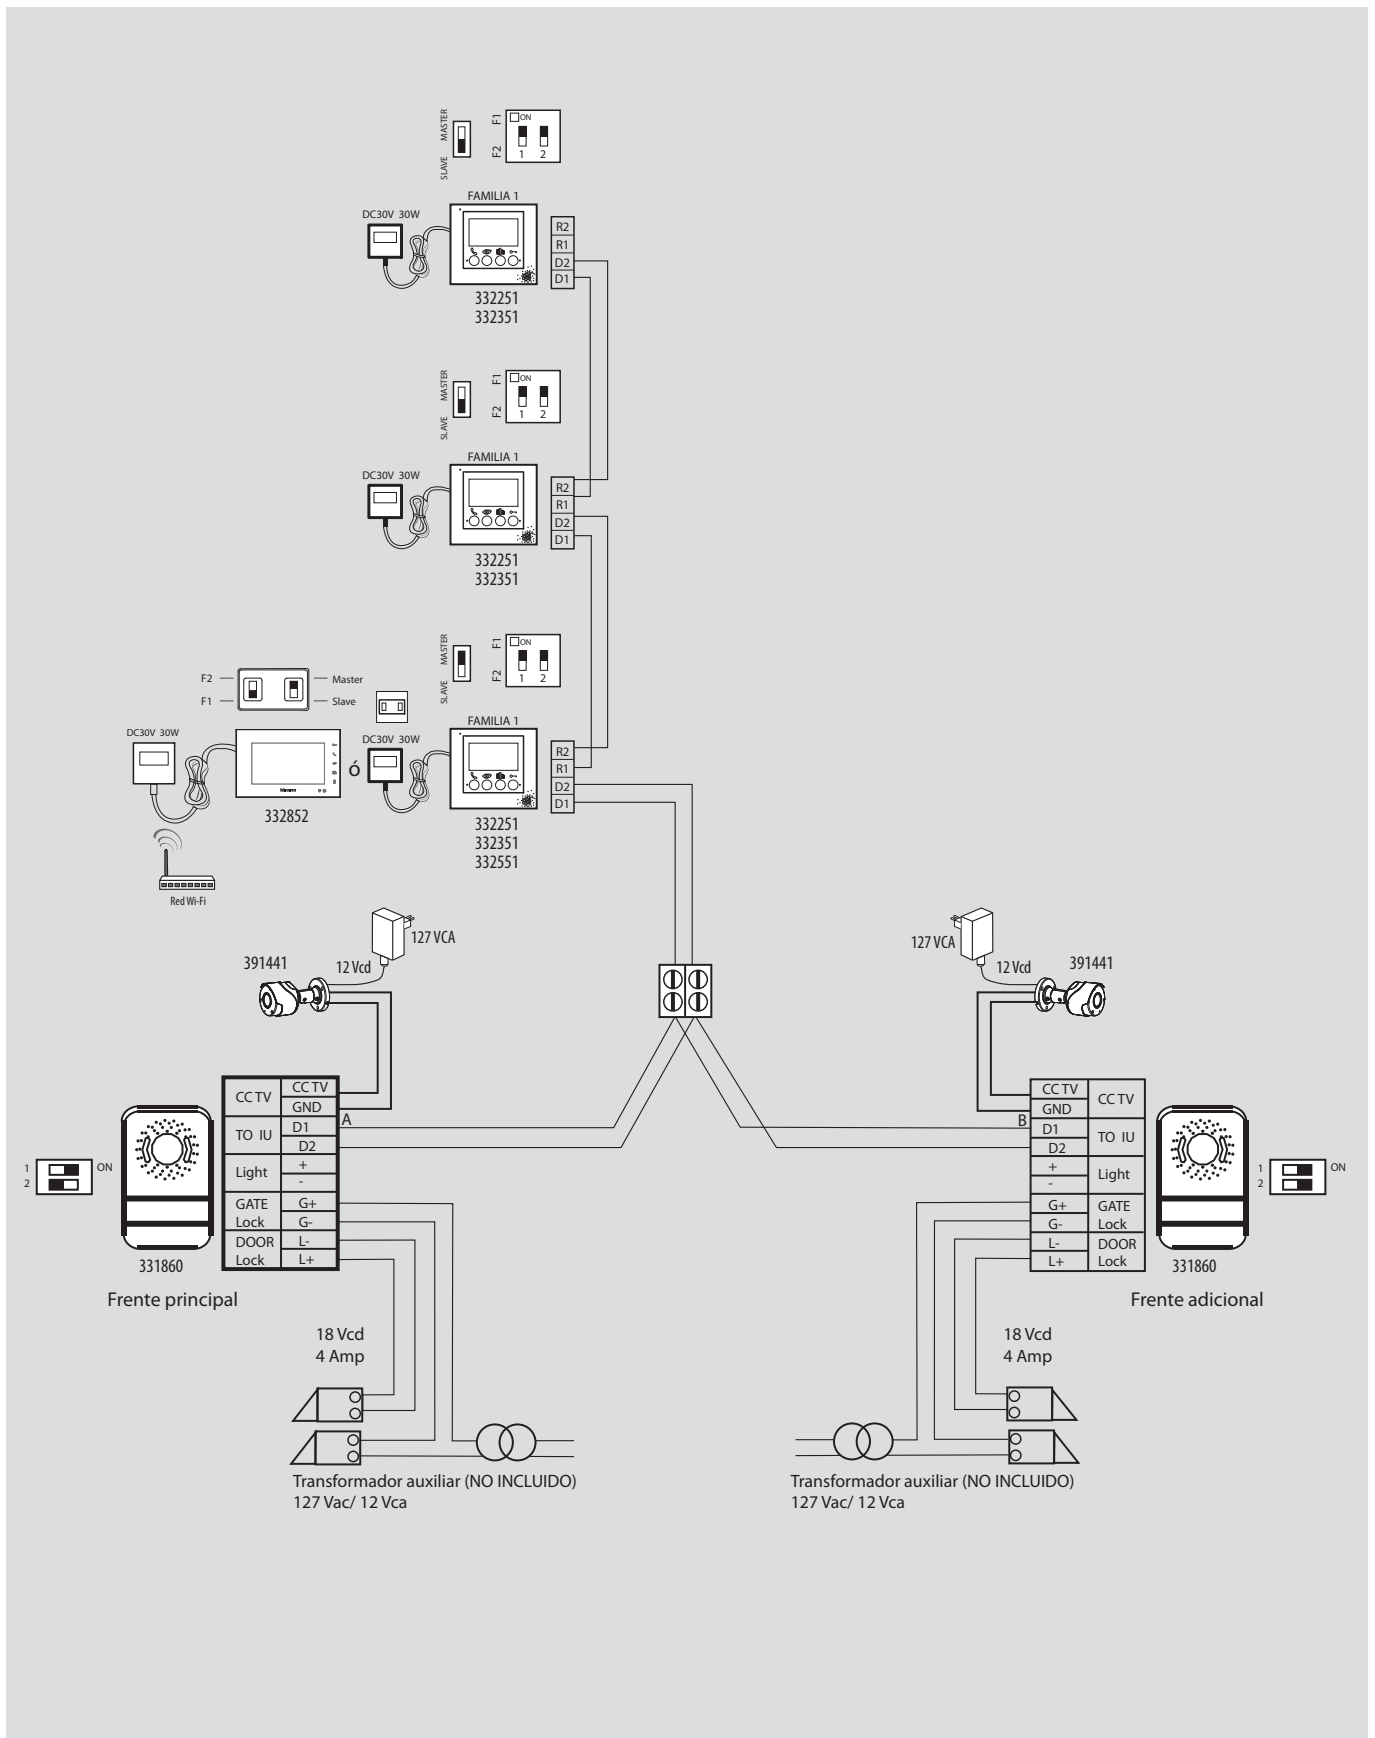 MASTER
SLAVE
F1
F2
ON
1 2
FAMILIA 1
DC30V 30W
R2
R1
D2
D1
332251
332351
MASTER
SLAVE
F1
F2
ON
1 2
FAMILIA 1
DC30V 30W
R2
R1
D2
D1
332251
332351
MASTER
SLAVE
F1
F2
ON
1 2
F2
F1
Master
Slave
FAMILIA 1
DC30V 30W
DC30V 30W
ó
R2
R1
D2
D1
332852
332251
332351
332551
Red Wi-Fi
127 VCA
391441
12 Vcd
127 VCA
12 Vcd
391441
CC TV
CC TV
GND
A
TO IU
D1
D2
Light
+
-
GATE
Lock
G+
G-
DOOR
Lock
L-
L+
1
2
ON
331860
Frente principal
CC TV
GND
CC TV
B
D1
D2
TO IU
+
-
Light
G+
G-
GATE
Lock
L-
L+
DOOR
Lock
1
2
ON
331860
Frente adicional
18 Vcd
4 Amp
18 Vcd
4 Amp
Transformador auxiliar (NO INCLUIDO)
127 Vac/ 12 Vca
Transformador auxiliar (NO INCLUIDO)
127 Vac/ 12 Vca